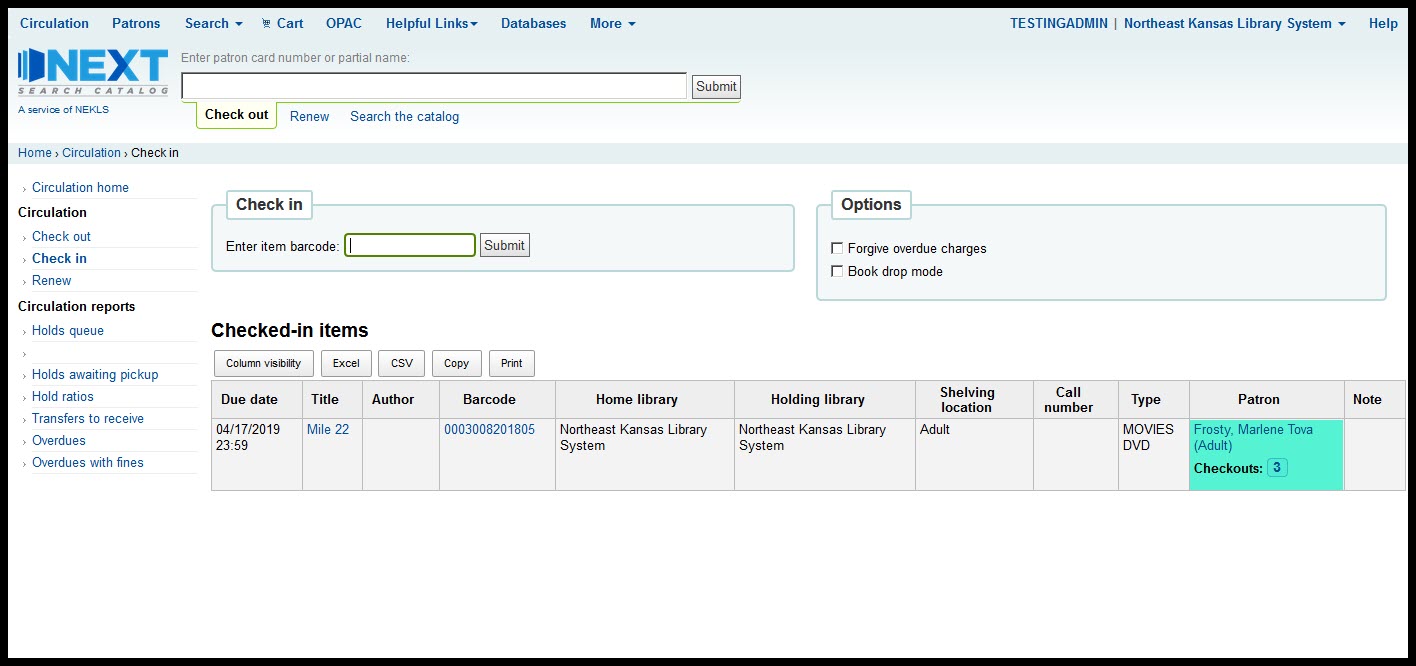 Circulation Patrons Search Cart OPAC Helpful Links Databases More TESTINGADMIN | Northeast Kansas Library System Help
NEXT
SEARCH CATALOG
A service of NEKLS
Enter patron card number or partial name:
Submit
Check out Renew Search the catalog
Home › Circulation › Check in
› Circulation home
Circulation
› Check out
› Check in
› Renew
Circulation reports
› Holds queue
›
› Holds awaiting pickup
› Hold ratios
› Transfers to receive
› Overdues
› Overdues with fines
Check in
Enter item barcode: Submit
Options
Forgive overdue charges
Book drop mode
Checked-in items
Column visibility Excel CSV Copy Print
Due date Title Author Barcode Home library Holding library Shelving location Call number Type Patron Note
04/17/2019 Mile 22 0003008201805 Northeast Kansas Library Northeast Kansas Library Adult MOVIES Frosty, Marlene Tova
23:59 System System DVD (Adult)
Checkouts: 3